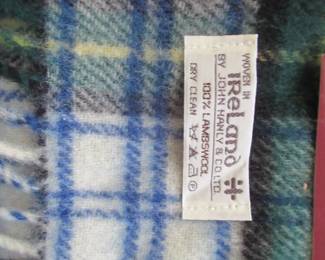 WOVEN IN
IRELAND
BY JOHN HANLY & CO. LTD.
100% LAMBSWOOL
DRY CLEAN